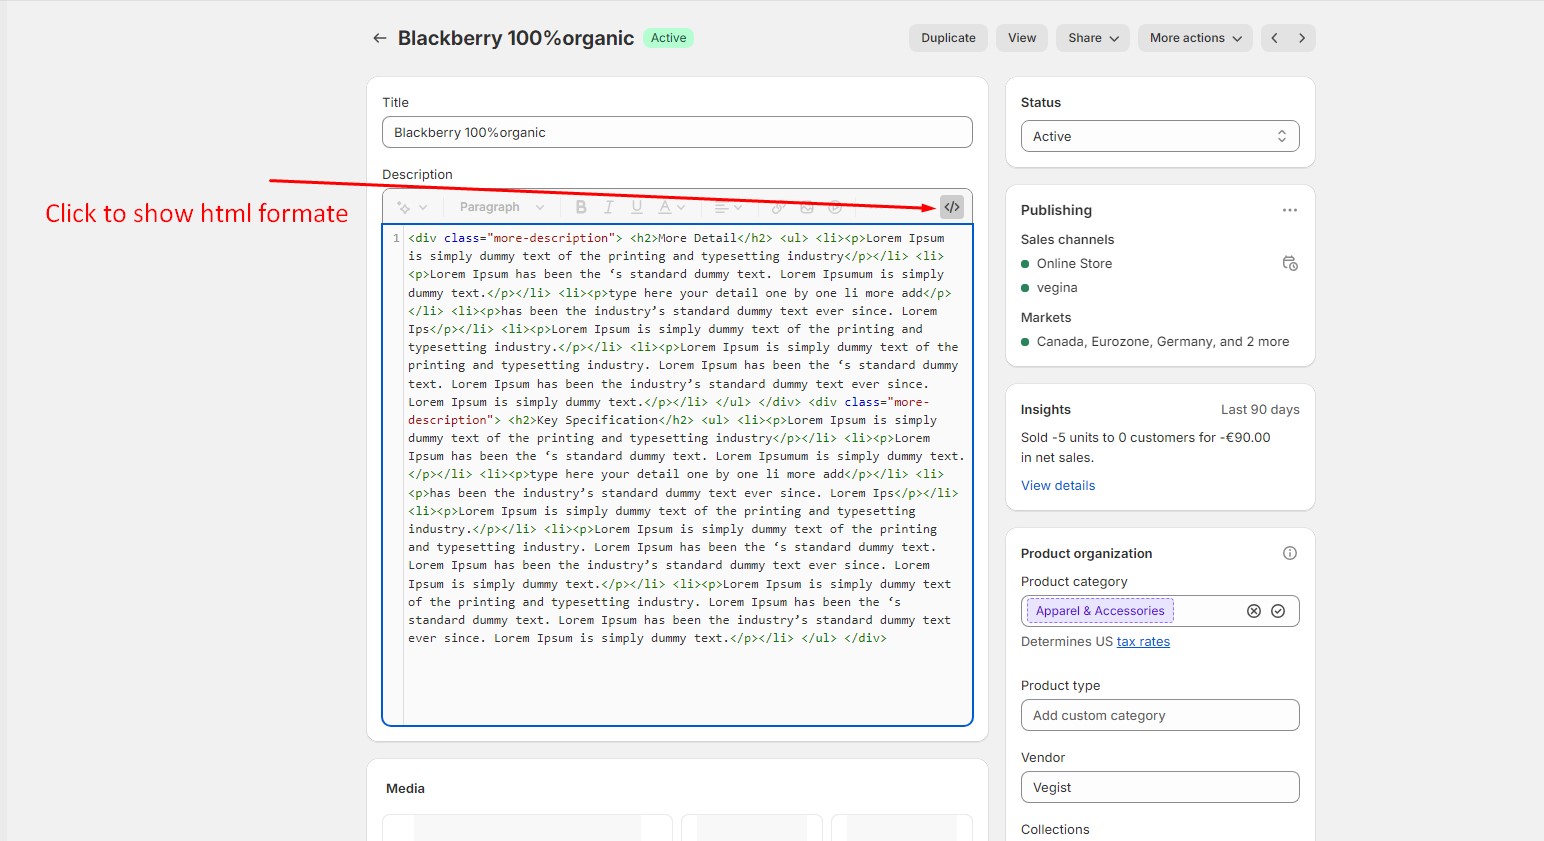 Blackberry 100%organic
Active
Duplicate
View
Share
More actions
Title
Blackberry 100%organic
Description
Click to show html formate
Paragraph
B I U A
</>
1
<div class="more-description"> <h2>More Detail</h2> <ul> <li><p>Lorem Ipsum
is simply dummy text of the printing and typesetting industry</p></li> <li>
<p>Lorem Ipsum has been the ‘s standard dummy text. Lorem Ipsumum is simply
dummy text.</p></li> <li><p>type here your detail one by one li more add</p>
</li> <li><p>has been the industry’s standard dummy text ever since. Lorem
Ips</p></li> <li><p>Lorem Ipsum is simply dummy text of the printing and
typesetting industry.</p></li> <li><p>Lorem Ipsum is simply dummy text of the
printing and typesetting industry. Lorem Ipsum has been the ‘s standard dummy
text. Lorem Ipsum has been the industry’s standard dummy text ever since.
Lorem Ipsum is simply dummy text.</p></li> </ul> </div> <div class="more-
description"> <h2>Key Specification</h2> <ul> <li><p>Lorem Ipsum is simply
dummy text of the printing and typesetting industry</p></li> <li><p>Lorem
Ipsum has been the ‘s standard dummy text. Lorem Ipsumum is simply dummy text.
</p></li> <li><p>type here your detail one by one li more add</p></li> <li>
<p>has been the industry’s standard dummy text ever since. Lorem Ips</p></li>
<li><p>Lorem Ipsum is simply dummy text of the printing and typesetting
industry.</p></li> <li><p>Lorem Ipsum is simply dummy text of the printing
and typesetting industry. Lorem Ipsum has been the ‘s standard dummy text.
Lorem Ipsum has been the industry’s standard dummy text ever since. Lorem
Ipsum is simply dummy text.</p></li> <li><p>Lorem Ipsum is simply dummy text
of the printing and typesetting industry. Lorem Ipsum has been the ‘s
standard dummy text. Lorem Ipsum has been the industry’s standard dummy text
ever since. Lorem Ipsum is simply dummy text.</p></li> </ul> </div>
Media
Status
Active
Publishing
Sales channels
Online Store
vegina
Markets
Canada, Eurozone, Germany, and 2 more
Insights
Last 90 days
Sold -5 units to 0 customers for -€90.00
in net sales.
View details
Product organization
Product category
Apparel & Accessories
Determines US tax rates
Product type
Add custom category
Vendor
Vegist
Collections